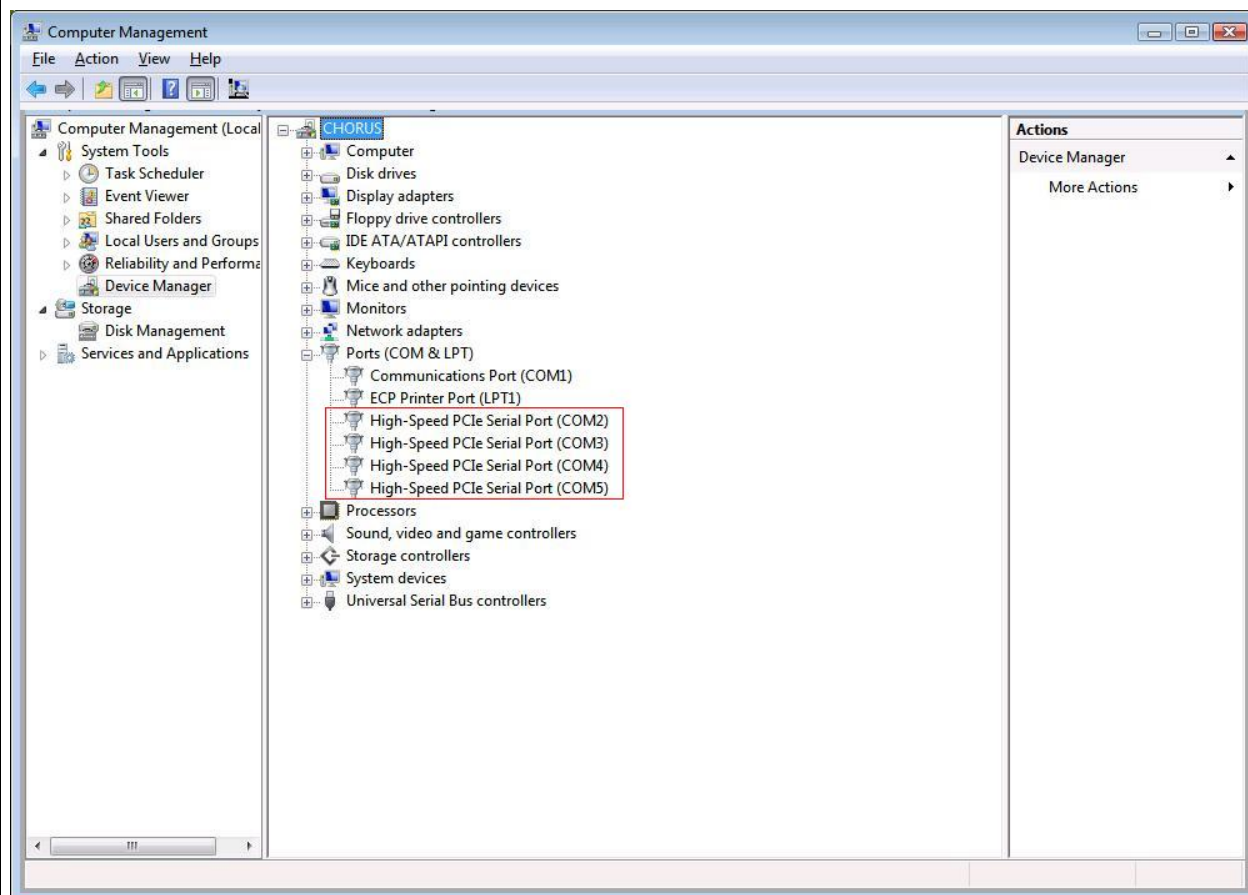 Computer Management
File Action View Help
Computer Management (Local
System Tools
Task Scheduler
Event Viewer
Shared Folders
Local Users and Groups
Reliability and Performa
Device Manager
Storage
Disk Management
Services and Applications
CHORUS
Computer
Disk drives
Display adapters
Floppy drive controllers
IDE ATA/ATAPI controllers
Keyboards
Mice and other pointing devices
Monitors
Network adapters
Ports (COM & LPT)
Communications Port (COM1)
ECP Printer Port (LPT1)
High-Speed PCIe Serial Port (COM2)
High-Speed PCIe Serial Port (COM3)
High-Speed PCIe Serial Port (COM4)
High-Speed PCIe Serial Port (COM5)
Processors
Sound, video and game controllers
Storage controllers
System devices
Universal Serial Bus controllers
Actions
Device Manager
More Actions